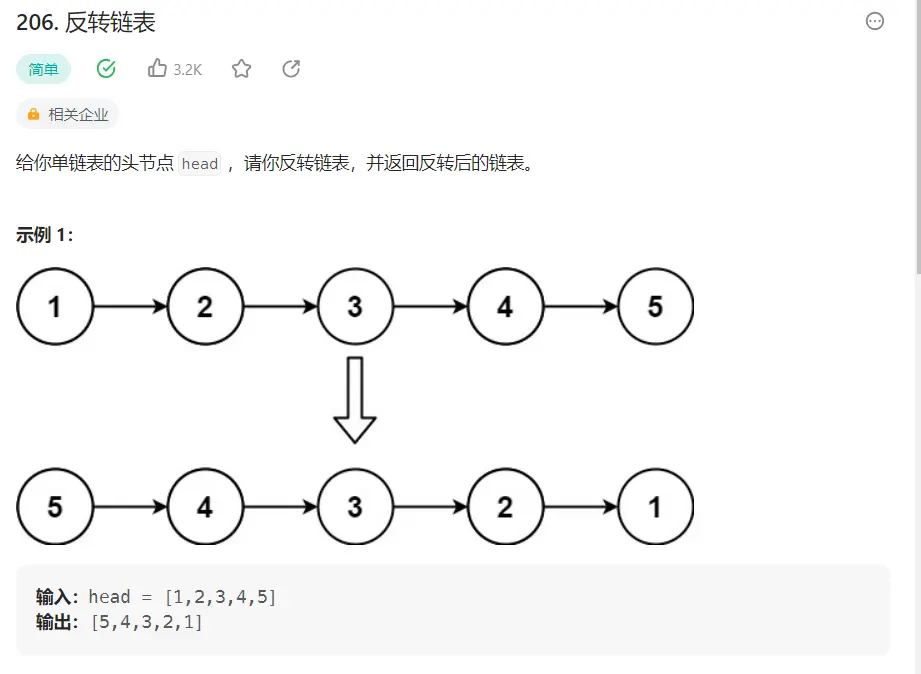 206. 反转链表
简单 3.2K
相关企业
给你单链表的头节点 head ，请你反转链表，并返回反转后的链表。
示例 1：
1 2 3 4 5
5 4 3 2 1
输入：head = [1,2,3,4,5]
输出：[5,4,3,2,1]